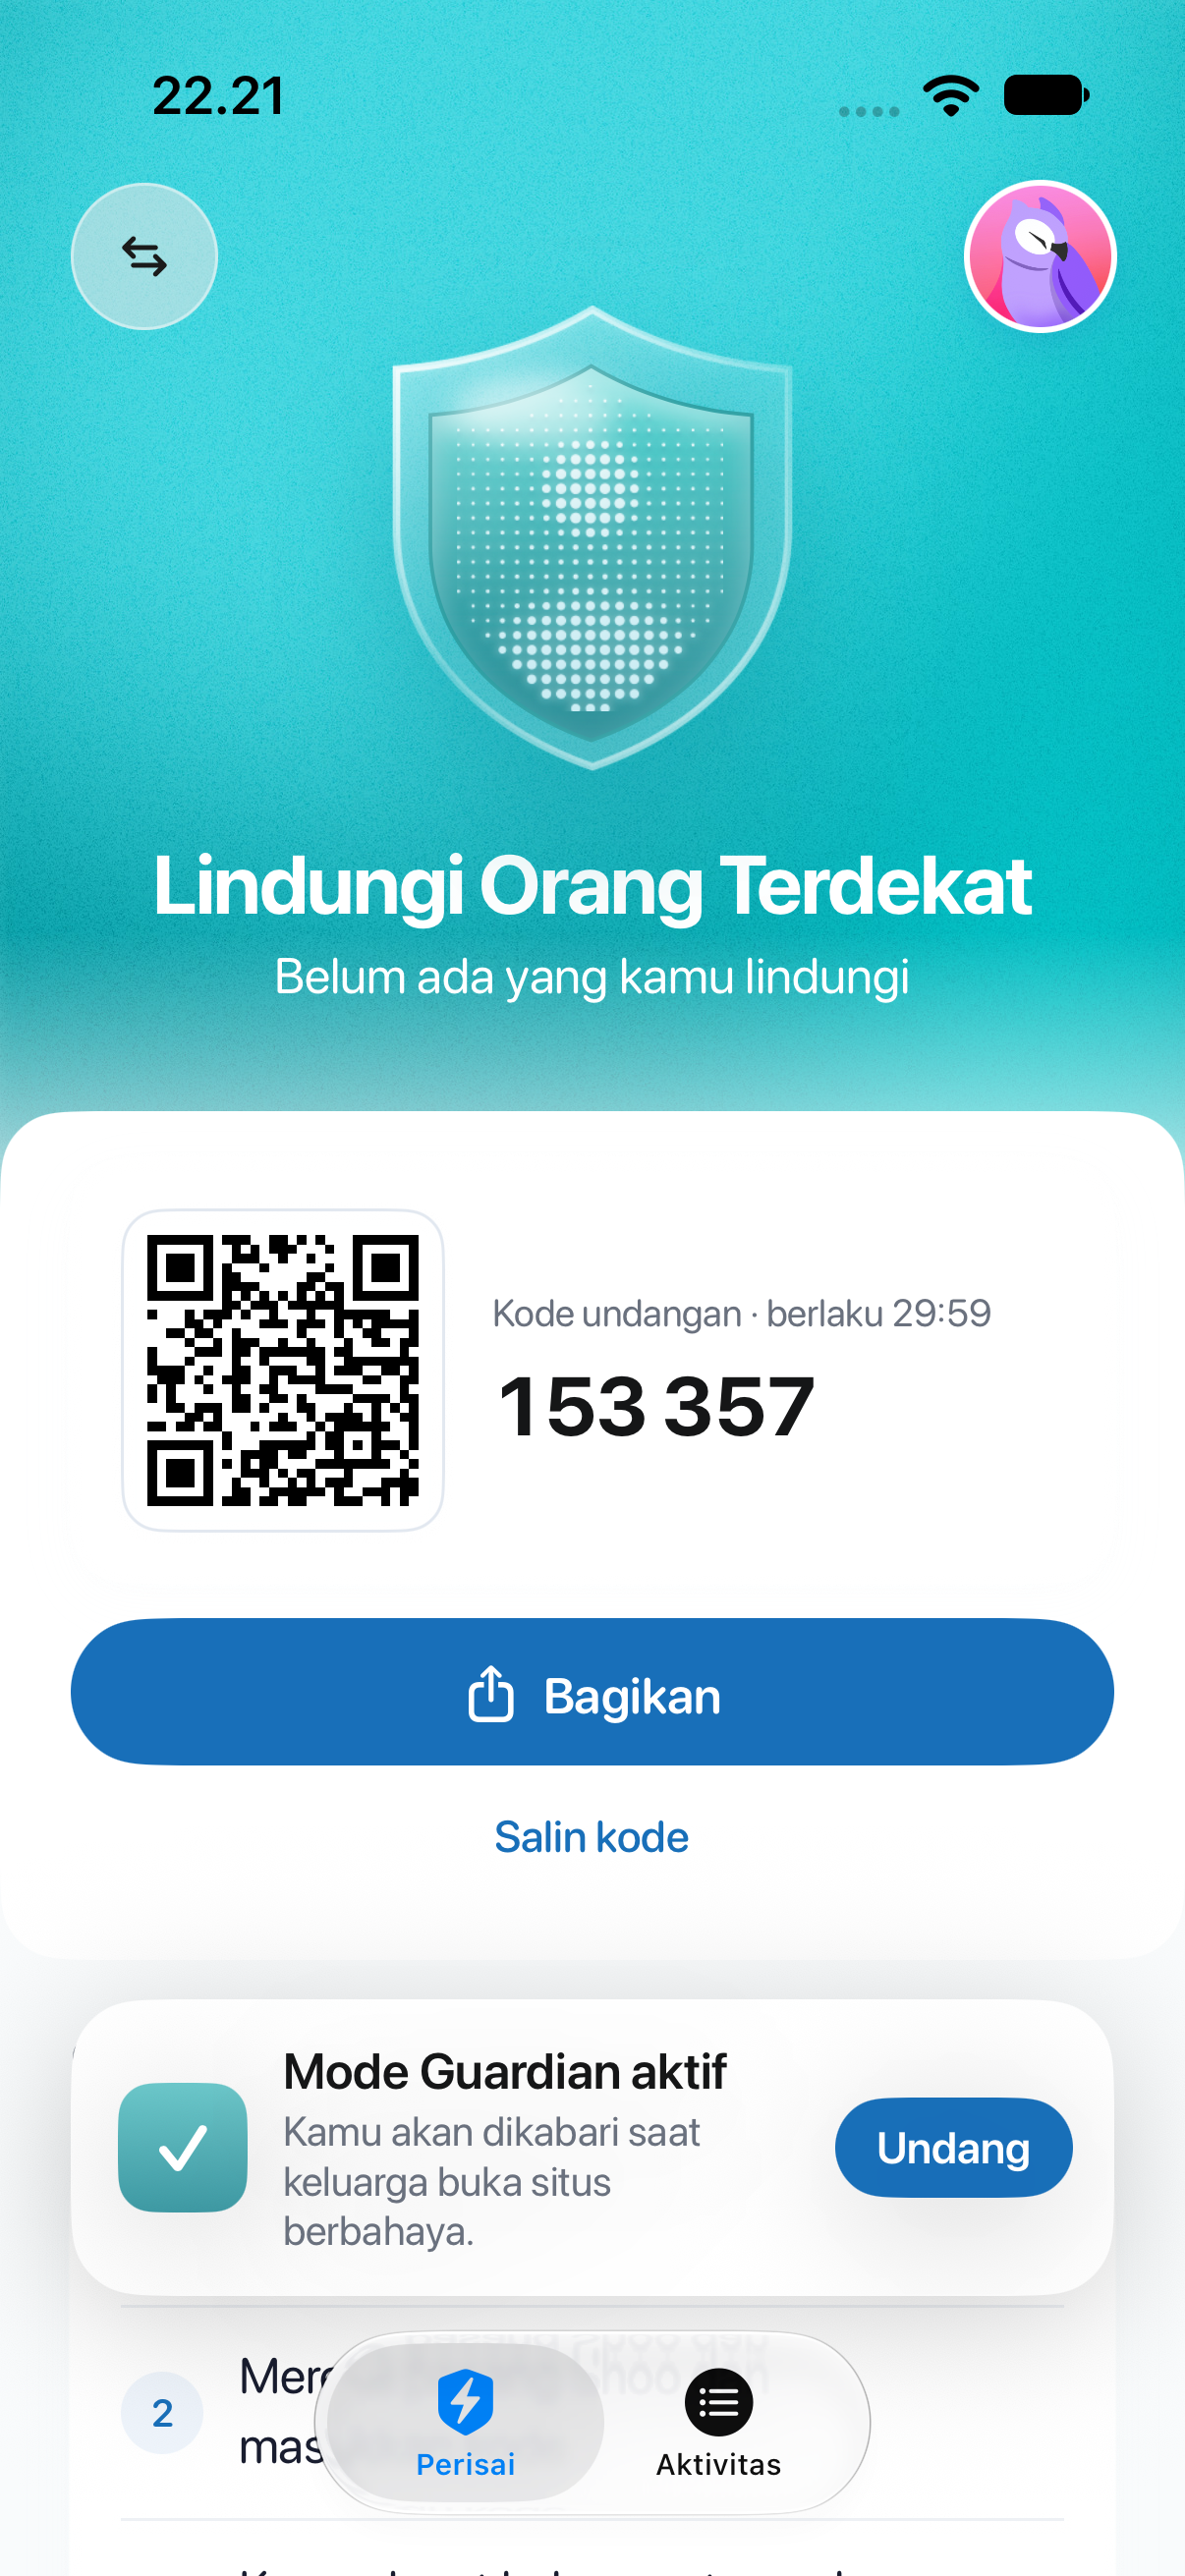 22.21
Lindungi Orang Terdekat
Belum ada yang kamu lindungi
Kode undangan · berlaku 29:59
153 357
Bagikan
Salin kode
Mode Guardian aktif
Kamu akan dikabari saat
keluarga buka situs
berbahaya.
Undang
2
Perisai
Aktivitas